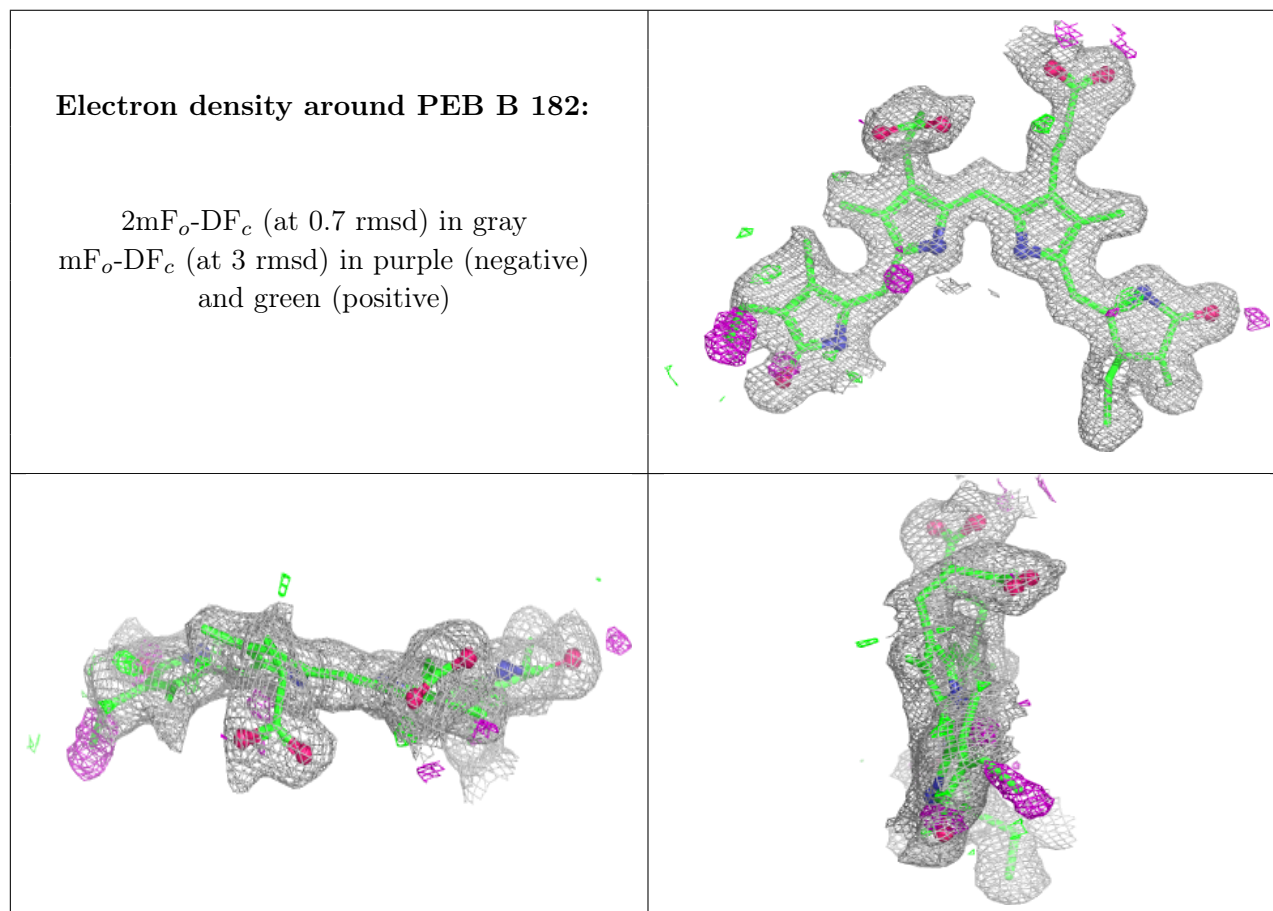 Electron density around PEB B 182:
2mFo-DFc (at 0.7 rmsd) in gray
mFo-DFc (at 3 rmsd) in purple (negative)
and green (positive)